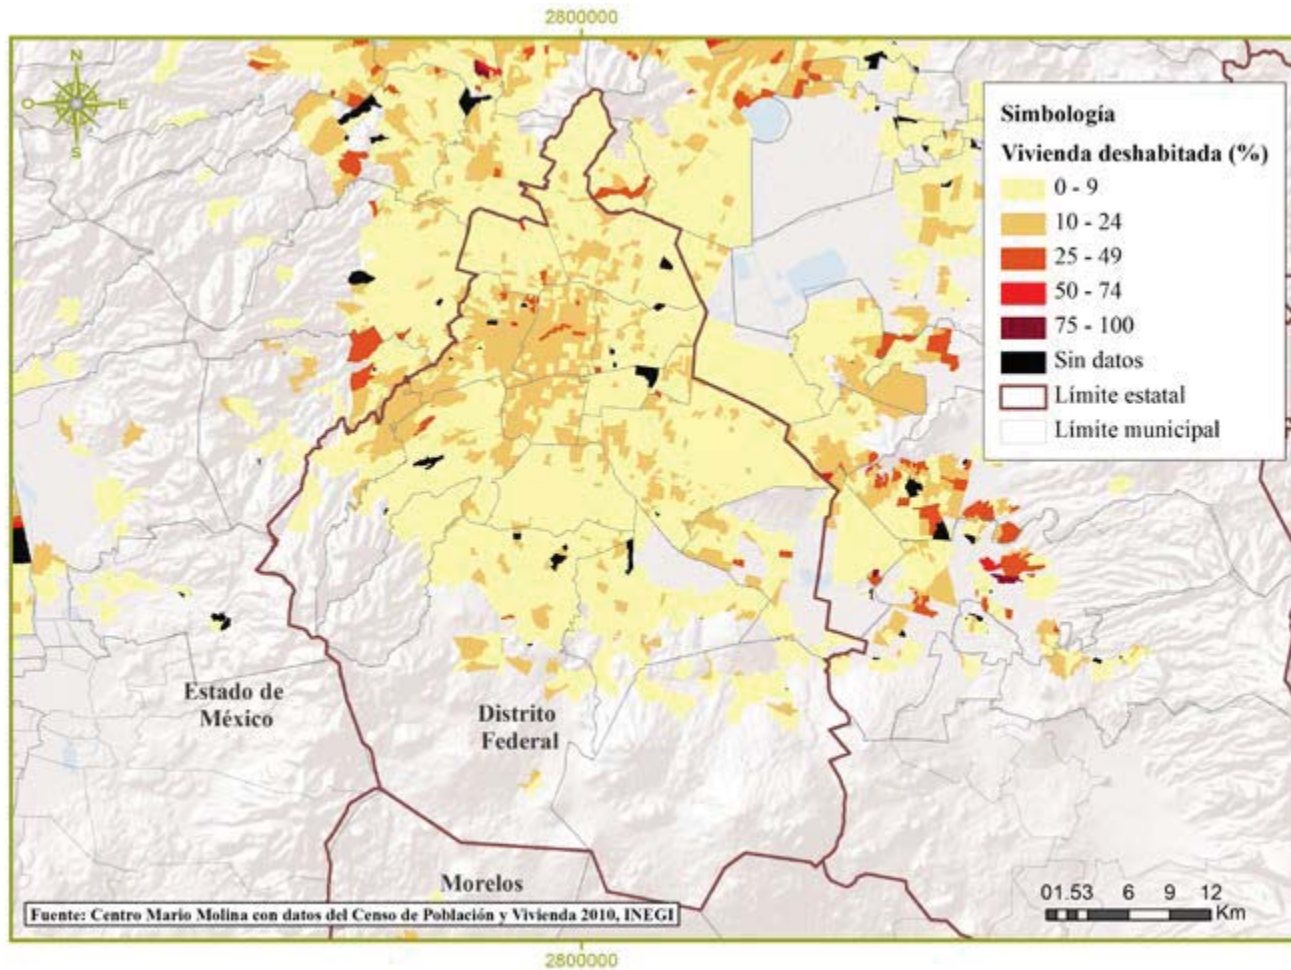 2800000
N
O
E
S
Simbología
Vivienda deshabitada (%)
0 - 9
10 - 24
25 - 49
50 - 74
75 - 100
Sin datos
Límite estatal
Límite municipal
Estado de
México
Distrito
Federal
Morelos
01.53 6 9 12
Km
Fuente: Centro Mario Molina con datos del Censo de Población y Vivienda 2010, INEGI
2800000